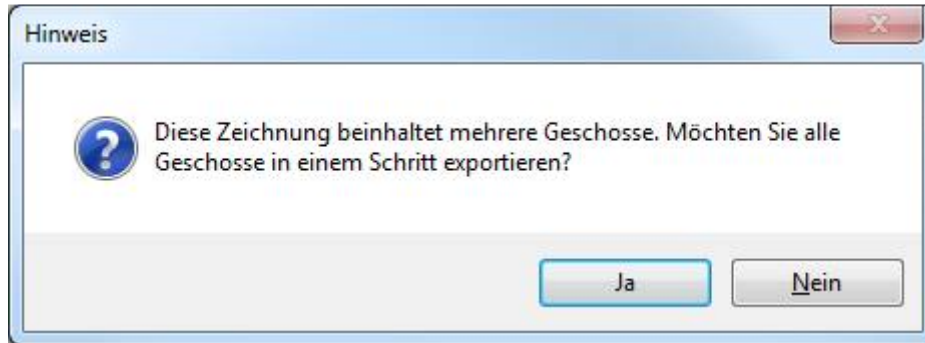 Hinweis
Diese Zeichnung beinhaltet mehrere Geschosse. Möchten Sie alle
Geschosse in einem Schritt exportieren?
Ja
Nein